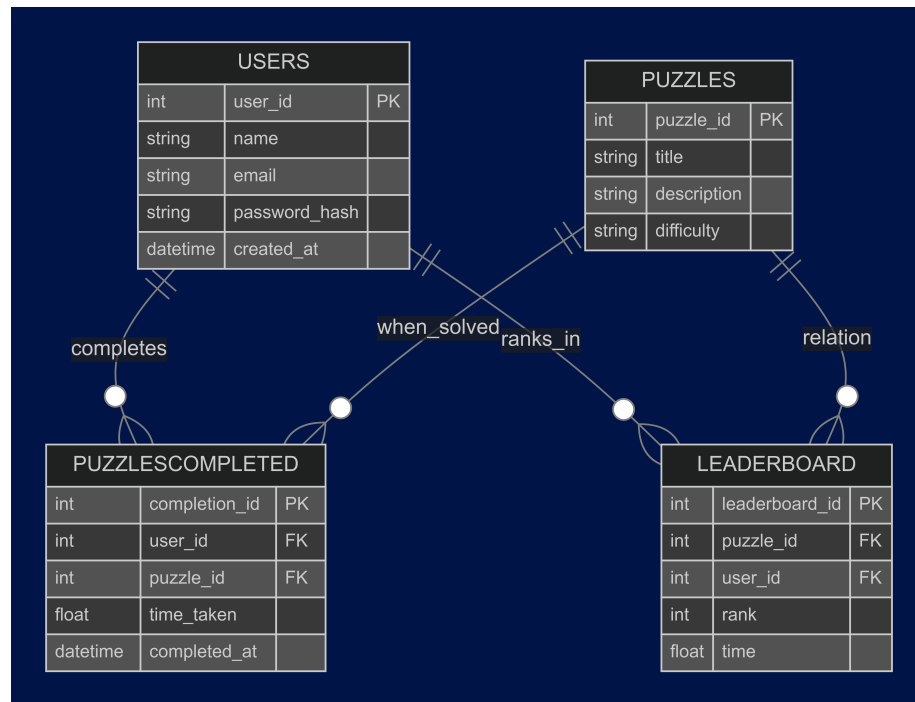 USERS
int user_id PK
string name
string email
string password_hash
datetime created_at
PUZZLES
int puzzle_id PK
string title
string description
string difficulty
completes
when_solved
ranks_in
relation
PUZZLESCOMPLETED
int completion_id PK
int user_id FK
int puzzle_id FK
float time_taken
datetime completed_at
LEADERBOARD
int leaderboard_id PK
int puzzle_id FK
int user_id FK
int rank
float time